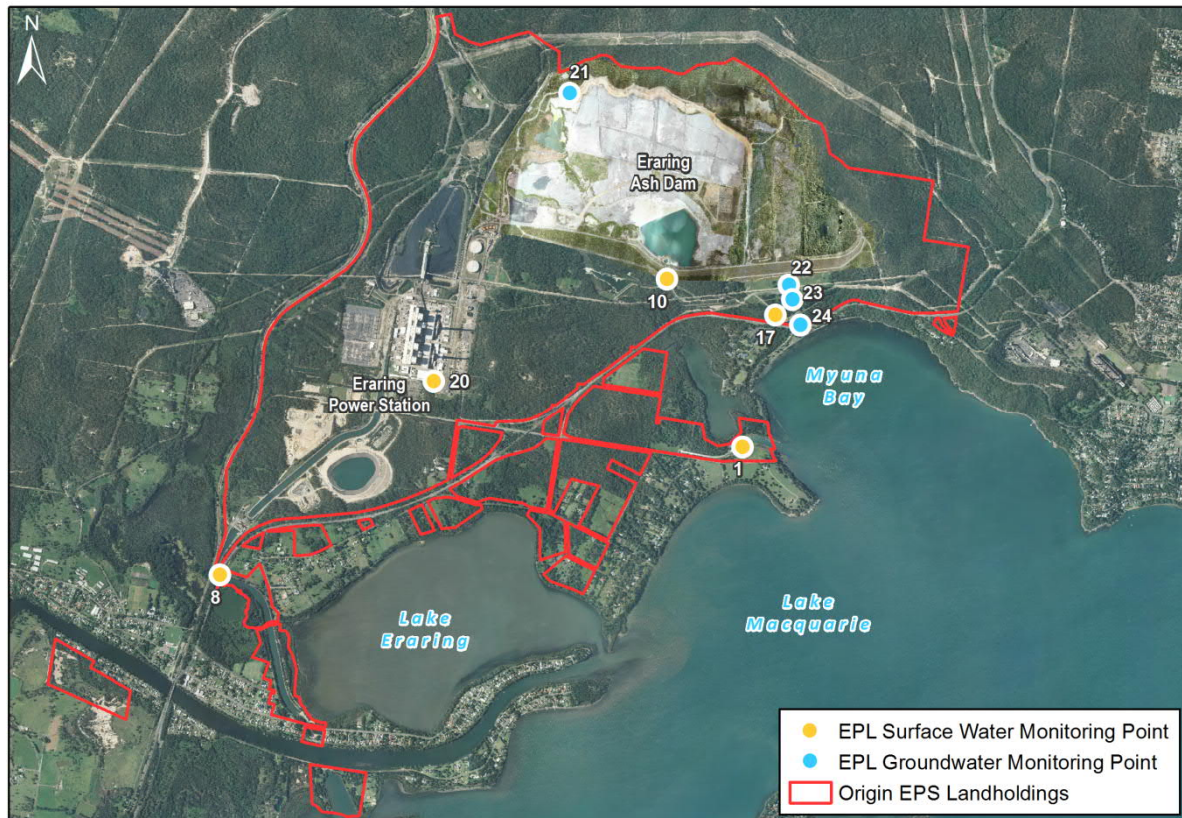 N
21
Eraring
Ash Dam
22
23
10
17
24
Myuna
Bay
20
Eraring
Power Station
1
8
Lake
Eraring
Lake
Macquarie
EPL Surface Water Monitoring Point
EPL Groundwater Monitoring Point
Origin EPS Landholdings